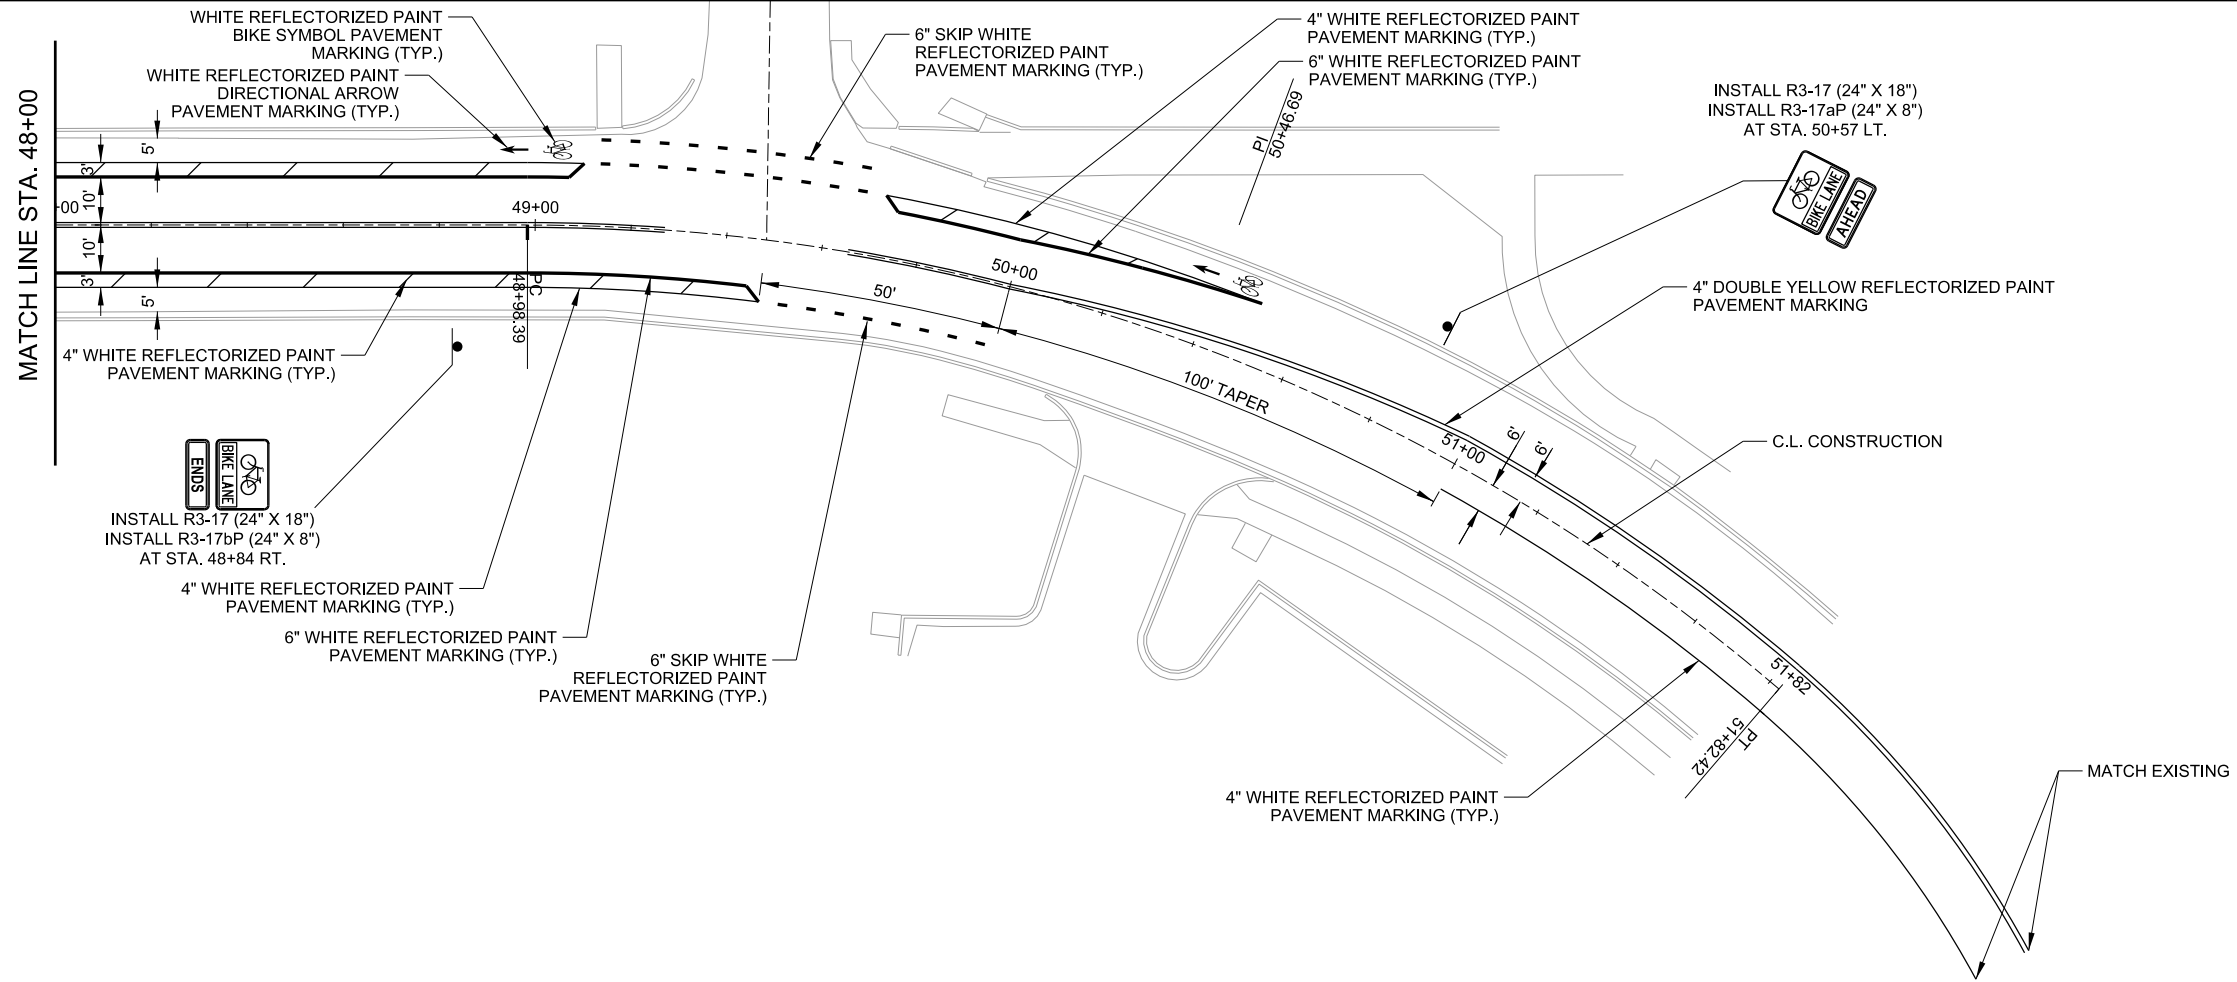 WHITE REFLECTORIZED PAINT
BIKE SYMBOL PAVEMENT
MARKING (TYP.)
WHITE REFLECTORIZED PAINT
DIRECTIONAL ARROW
PAVEMENT MARKING (TYP.)
6" SKIP WHITE
REFLECTORIZED PAINT
PAVEMENT MARKING (TYP.)
4" WHITE REFLECTORIZED PAINT
PAVEMENT MARKING (TYP.)
6" WHITE REFLECTORIZED PAINT
PAVEMENT MARKING (TYP.)
PI
50+46.69
INSTALL R3-17 (24" X 18")
INSTALL R3-17aP (24" X 8")
AT STA. 50+57 LT.
BIKE LANE
AHEAD
MATCH LINE STA. 48+00
5'
3'
10'
+00
10'
3'
5'
49+00
PC
48+98.39
50+00
50'
100' TAPER
4" DOUBLE YELLOW REFLECTORIZED PAINT
PAVEMENT MARKING
51+00
9'
9'
C.L. CONSTRUCTION
4" WHITE REFLECTORIZED PAINT
PAVEMENT MARKING (TYP.)
BIKE LANE
ENDS
INSTALL R3-17 (24" X 18")
INSTALL R3-17bP (24" X 8")
AT STA. 48+84 RT.
4" WHITE REFLECTORIZED PAINT
PAVEMENT MARKING (TYP.)
6" WHITE REFLECTORIZED PAINT
PAVEMENT MARKING (TYP.)
6" SKIP WHITE
REFLECTORIZED PAINT
PAVEMENT MARKING (TYP.)
51+82
PT
51+82.42
4" WHITE REFLECTORIZED PAINT
PAVEMENT MARKING (TYP.)
MATCH EXISTING